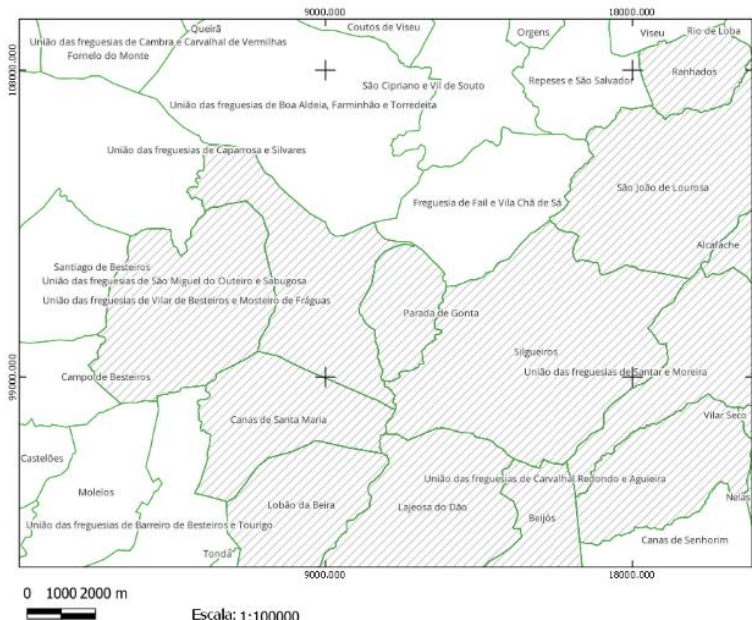 9000.000
18000.000
Queirã
Coutos de Viseu
Orgens
Viseu
Rio de Loba
União das freguesias de Cambra e Carvalhal de Vermilhas
Fornelo do Monte
108000.000
Ranhados
São Cipriano e Vil de Souto
Repeses e São Salvador
União das freguesias de Boa Aldeia, Farminhão e Torredeita
União das freguesias de Caparrosa e Silvares
São João de Lourosa
Freguesia de Fail e Vila Chã de Sá
Alcafache
Santiago de Besteiros
União das freguesias de São Miguel do Outeiro e Sabugosa
União das freguesias de Vilar de Besteiros e Mosteiro de Fráguas
Parada de Gonta
Silgueiros
99000.000
99000.000
Campo de Besteiros
União das freguesias de Santar e Moreira
Canas de Santa Maria
Vilar Seco
Castelões
União das freguesias de Carvalhal Redondo e Aguieira
Molelos
Nelas
Lobão da Beira
Lajeosa do Dão
Beijós
União das freguesias de Barreiro de Besteiros e Tourigo
Canas de Senhorim
Tonda
9000.000
18000.000
0 1000 2000 m
Escala: 1:100000